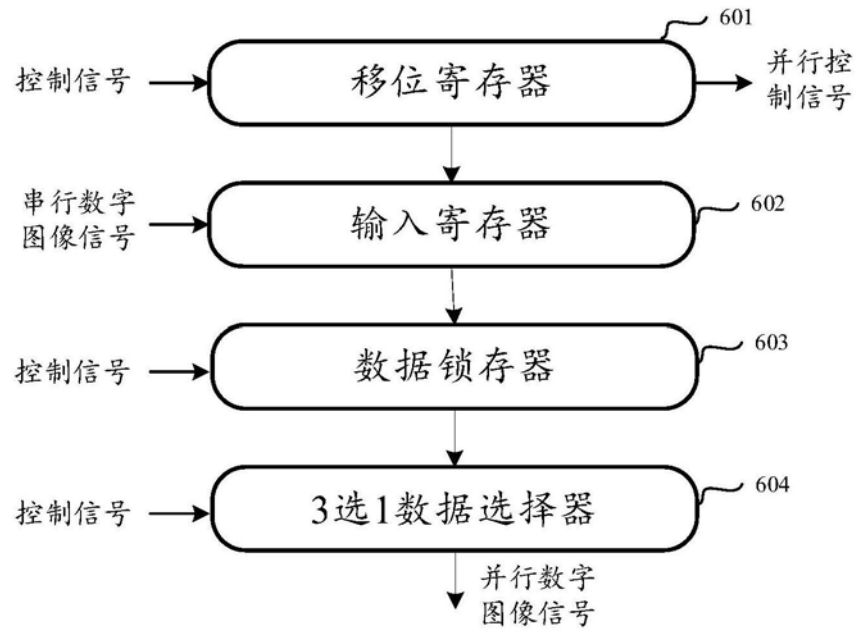 601
控制信号
移位寄存器
并行控
制信号
串行数字
图像信号
输入寄存器
602
控制信号
数据锁存器
603
控制信号
3选1数据选择器
604
并行数字
图像信号